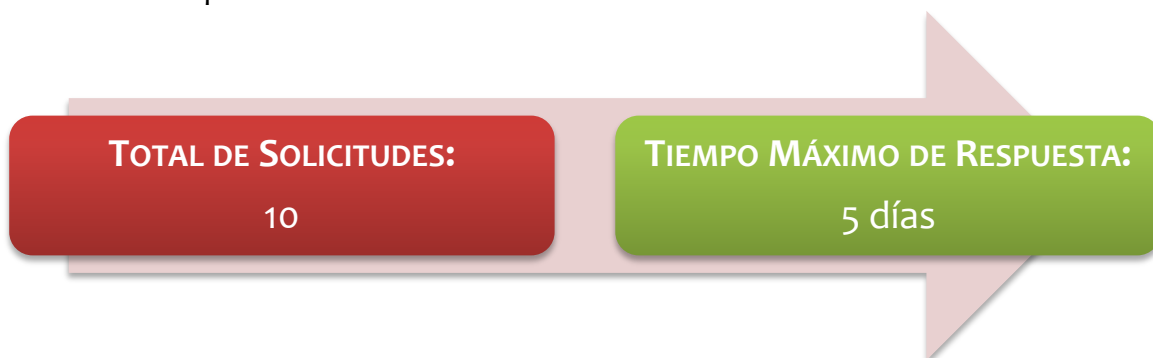 TOTAL DE SOLICITUDES:
10
TIEMPO MÁXIMO DE RESPUESTA:
5 días